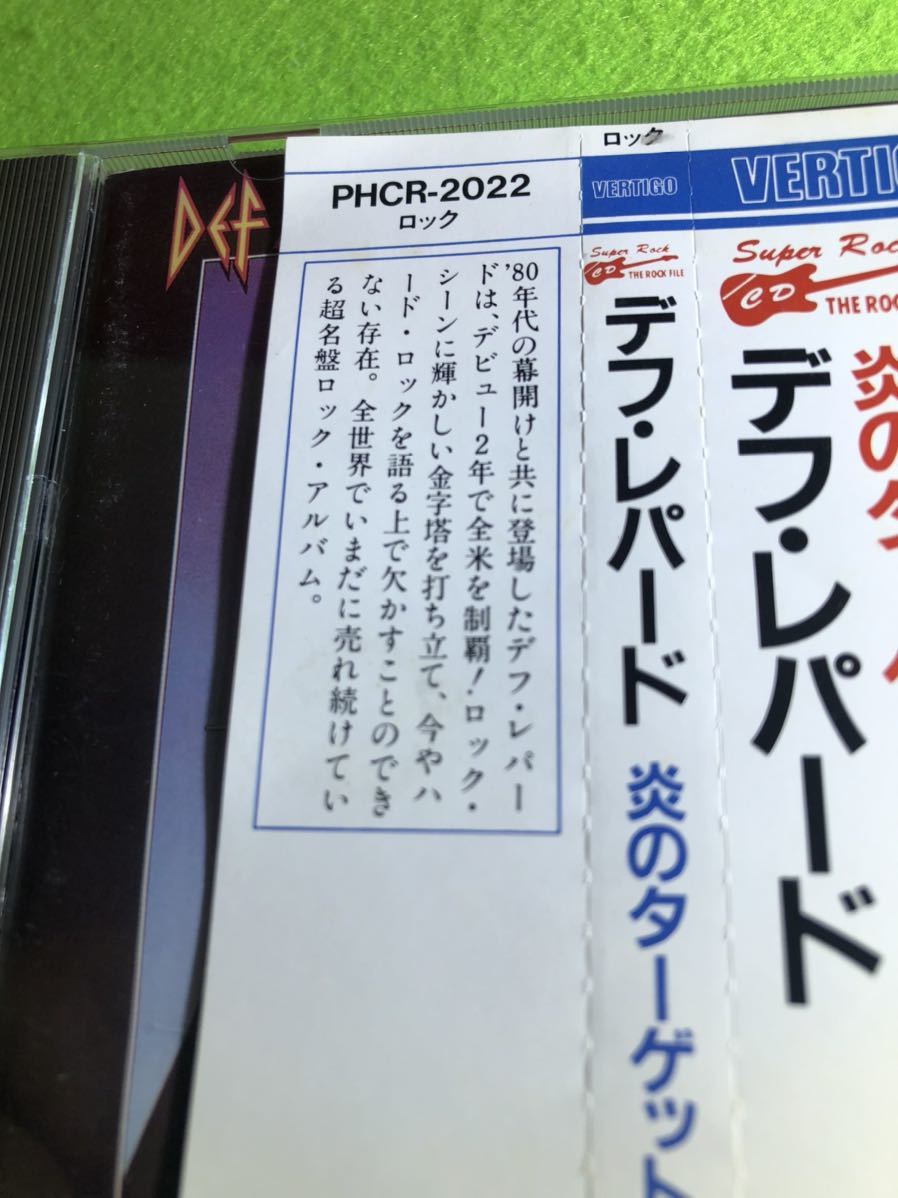 DEF
PHCR-2022
ロック
'80年代の幕開けと共に登場したデフ・レパー
ドは、デビュー2年で全米を制覇!ロック・
シーンに輝かしい金字塔を打ち立て、今やハ
ード・ロックを語る上で欠かすことのでき
ない存在。全世界でいまだに売れ続けてい
る超名盤ロック・アルバム。
ロック
VERTIGO
Super Rock
CD
THE ROCK FILE
デフ・レパード 炎のターゲット
VERTI
Super Rock
CD
THE ROC
炎のタ
デフ・レパード